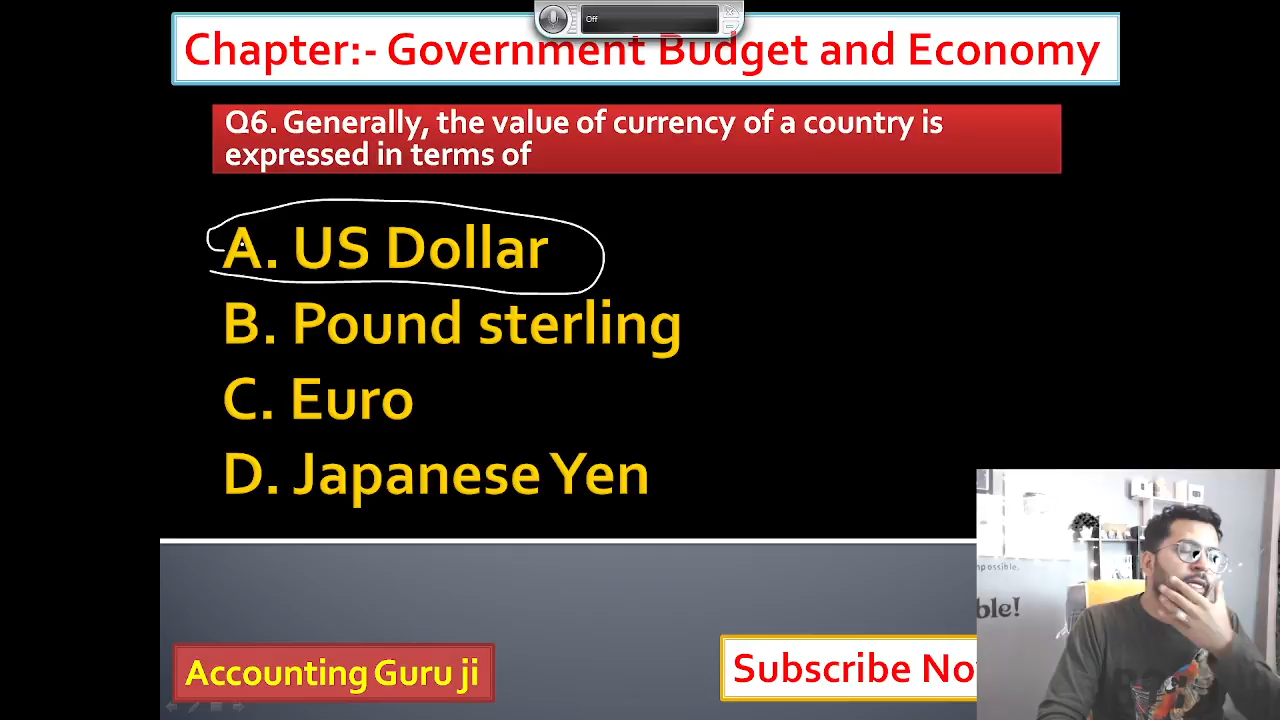 Off
Chapter:- Government Budget and Economy
Q6. Generally, the value of currency of a country is
expressed in terms of
A. US Dollar
B. Pound sterling
C. Euro
D. Japanese Yen
Accounting Guru ji
Subscribe